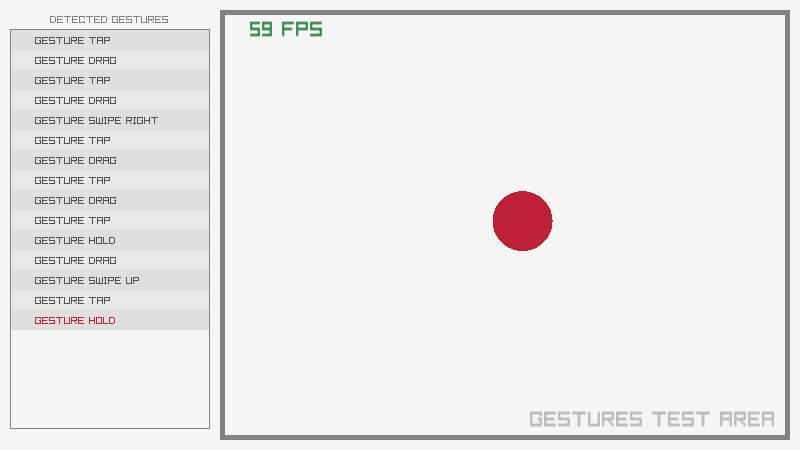 DETECTED GESTURES
GESTURE TAP
GESTURE DRAG
GESTURE TAP
GESTURE DRAG
GESTURE SWIPE RIGHT
GESTURE TAP
GESTURE DRAG
GESTURE TAP
GESTURE DRAG
GESTURE TAP
GESTURE HOLD
GESTURE DRAG
GESTURE SWIPE UP
GESTURE TAP
GESTURE HOLD
59 FPS
GESTURES TEST AREA